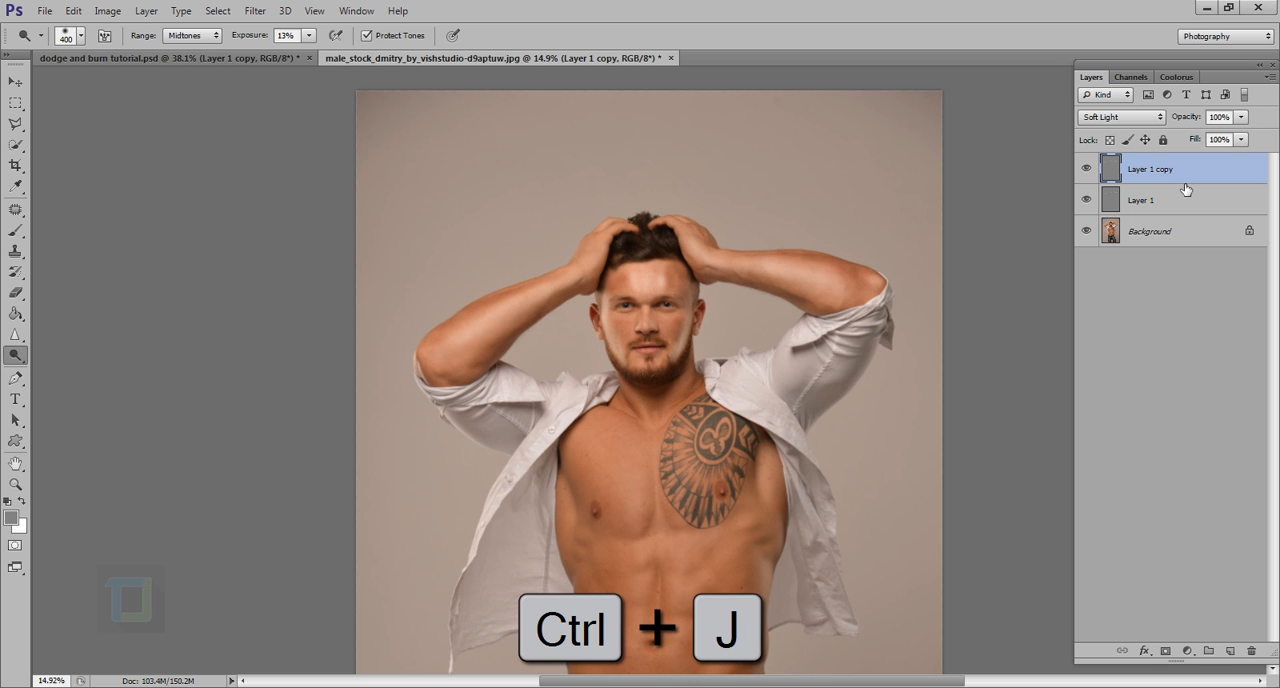 Ps File Edit Image Layer Type Select Filter 3D View Window Help
400 Range: Midtones Exposure: 13% Protect Tones Photography
dodge and burn tutorial.psd @ 38.1% (Layer 1 copy, RGB/8*) * × male_stock_dmitry_by_vishstudio-d9aptuw.jpg @ 14.9% (Layer 1 copy, RGB/8*) * ×
Layers Channels Coolorus
Kind
Soft Light Opacity: 100%
Lock: Fill: 100%
Layer 1 copy
Layer 1
Background
Ctrl + J
14.92% Doc: 103.4M/150.2M